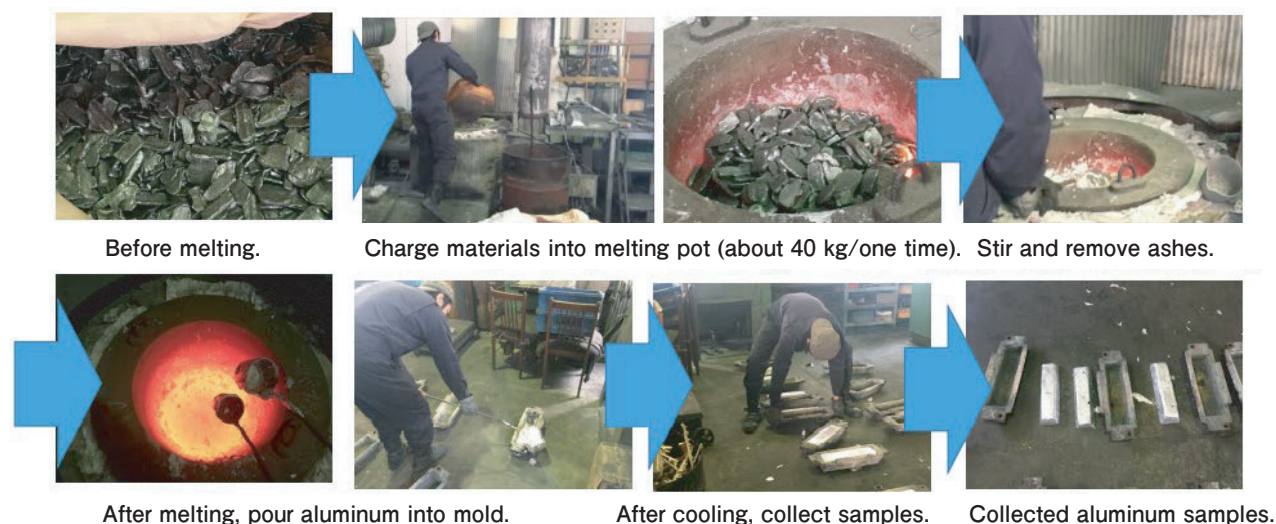 Before melting.
Charge materials into melting pot (about 40 kg/one time).
Stir and remove ashes.
After melting, pour aluminum into mold.
After cooling, collect samples.
Collected aluminum samples.